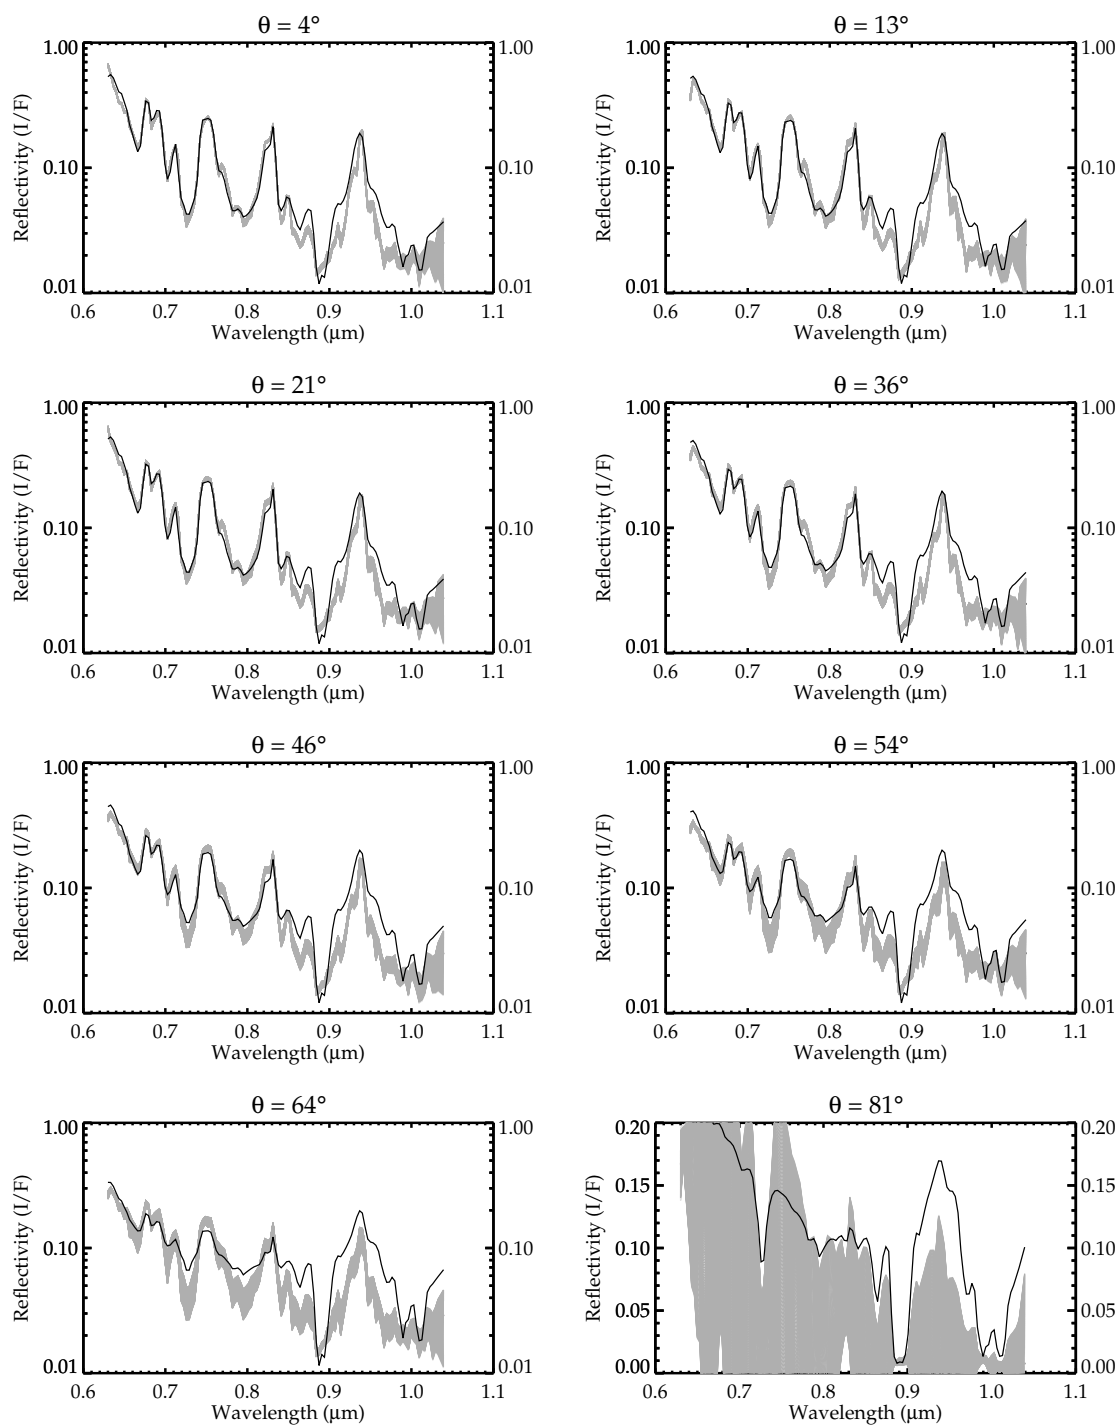 θ = 4°
Reflectivity (I/F)
1.00 0.10 0.01
1.00 0.10 0.01
0.6 0.7 0.8 0.9 1.0 1.1
Wavelength (μm)
θ = 13°
Reflectivity (I/F)
1.00 0.10 0.01
1.00 0.10 0.01
0.6 0.7 0.8 0.9 1.0 1.1
Wavelength (μm)
θ = 21°
Reflectivity (I/F)
1.00 0.10 0.01
1.00 0.10 0.01
0.6 0.7 0.8 0.9 1.0 1.1
Wavelength (μm)
θ = 36°
Reflectivity (I/F)
1.00 0.10 0.01
1.00 0.10 0.01
0.6 0.7 0.8 0.9 1.0 1.1
Wavelength (μm)
θ = 46°
Reflectivity (I/F)
1.00 0.10 0.01
1.00 0.10 0.01
0.6 0.7 0.8 0.9 1.0 1.1
Wavelength (μm)
θ = 54°
Reflectivity (I/F)
1.00 0.10 0.01
1.00 0.10 0.01
0.6 0.7 0.8 0.9 1.0 1.1
Wavelength (μm)
θ = 64°
Reflectivity (I/F)
1.00 0.10 0.01
1.00 0.10 0.01
0.6 0.7 0.8 0.9 1.0 1.1
Wavelength (μm)
θ = 81°
Reflectivity (I/F)
0.20 0.15 0.10 0.05 0.00
0.20 0.15 0.10 0.05 0.00
0.6 0.7 0.8 0.9 1.0 1.1
Wavelength (μm)